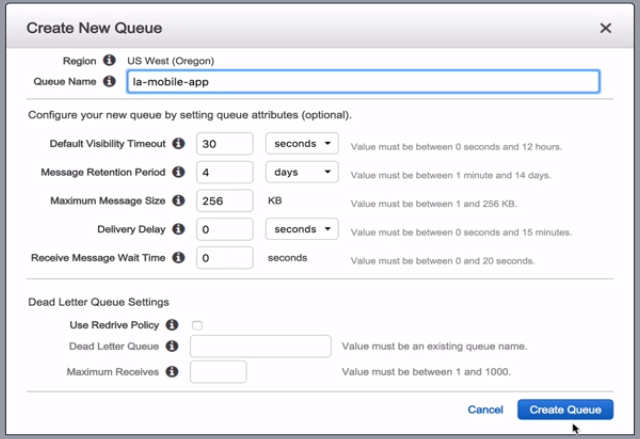 Create New Queue ×
Region i US West (Oregon)
Queue Name i la-mobile-app
Configure your new queue by setting queue attributes (optional).
Default Visibility Timeout i 30 seconds Value must be between 0 seconds and 12 hours.
Message Retention Period i 4 days Value must be between 1 minute and 14 days.
Maximum Message Size i 256 KB Value must be between 1 and 256 KB.
Delivery Delay i 0 seconds Value must be between 0 seconds and 15 minutes.
Receive Message Wait Time i 0 seconds Value must be between 0 and 20 seconds.
Dead Letter Queue Settings
Use Redrive Policy i
Dead Letter Queue i Value must be an existing queue name.
Maximum Receives i Value must be between 1 and 1000.
Cancel Create Queue